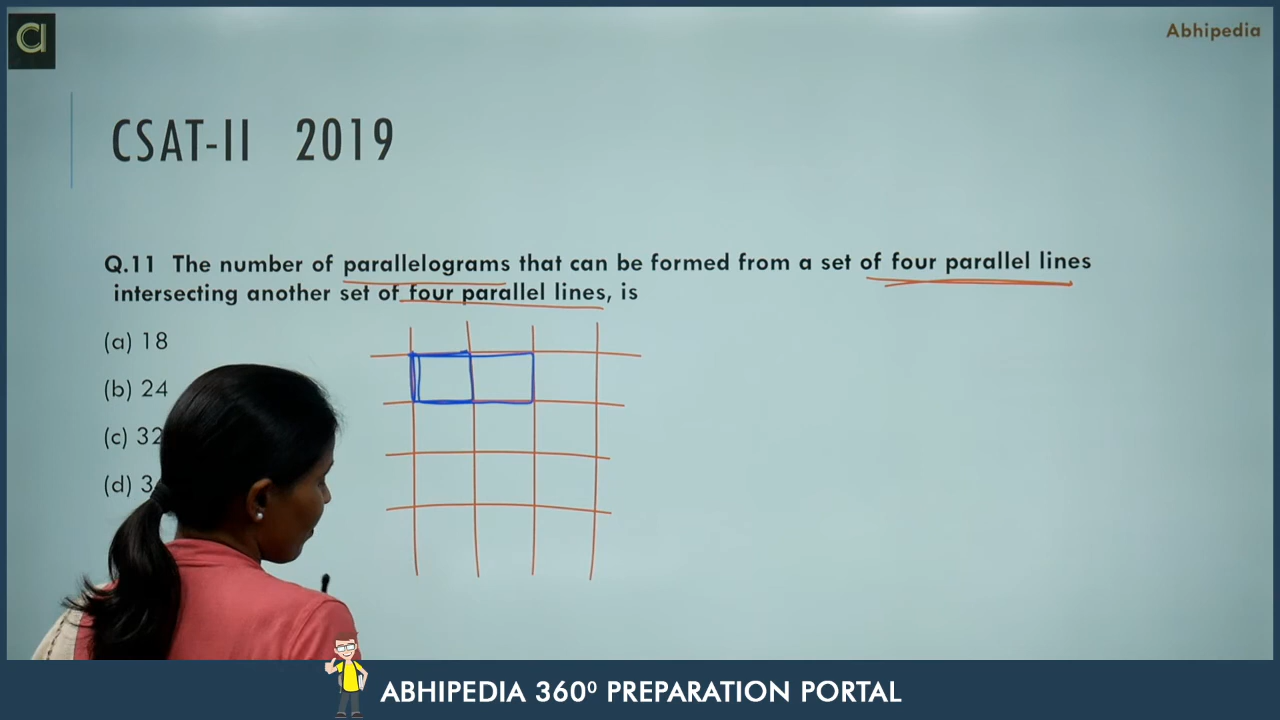 Abhipedia
CSAT-II 2019
Q.11 The number of parallelograms that can be formed from a set of four parallel lines
intersecting another set of four parallel lines, is
(a) 18
(b) 24
(c) 32
(d)
ABHIPEDIA 360⁰ PREPARATION PORTAL